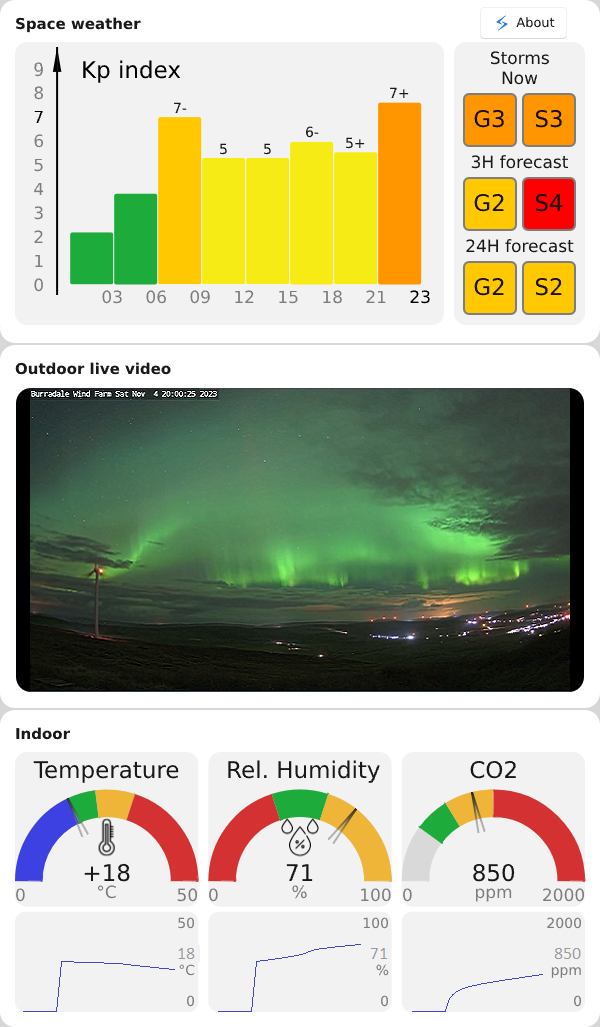 Space weather
About
Kp index
9
8
7
6
5
4
3
2
1
0
7-
5
5
6-
5+
7+
03 06 09 12 15 18 21 23
Storms
Now
G3 S3
3H forecast
G2 S4
24H forecast
G2 S2
Outdoor live video
Burradale Wind Farm Sat Nov 4 20:00:25 2023
Indoor
Temperature
+18
°C
0 50
50
18
°C
0
Rel. Humidity
%
71
%
0 100
100
71
%
0
CO2
850
ppm
0 2000
2000
850
ppm
0